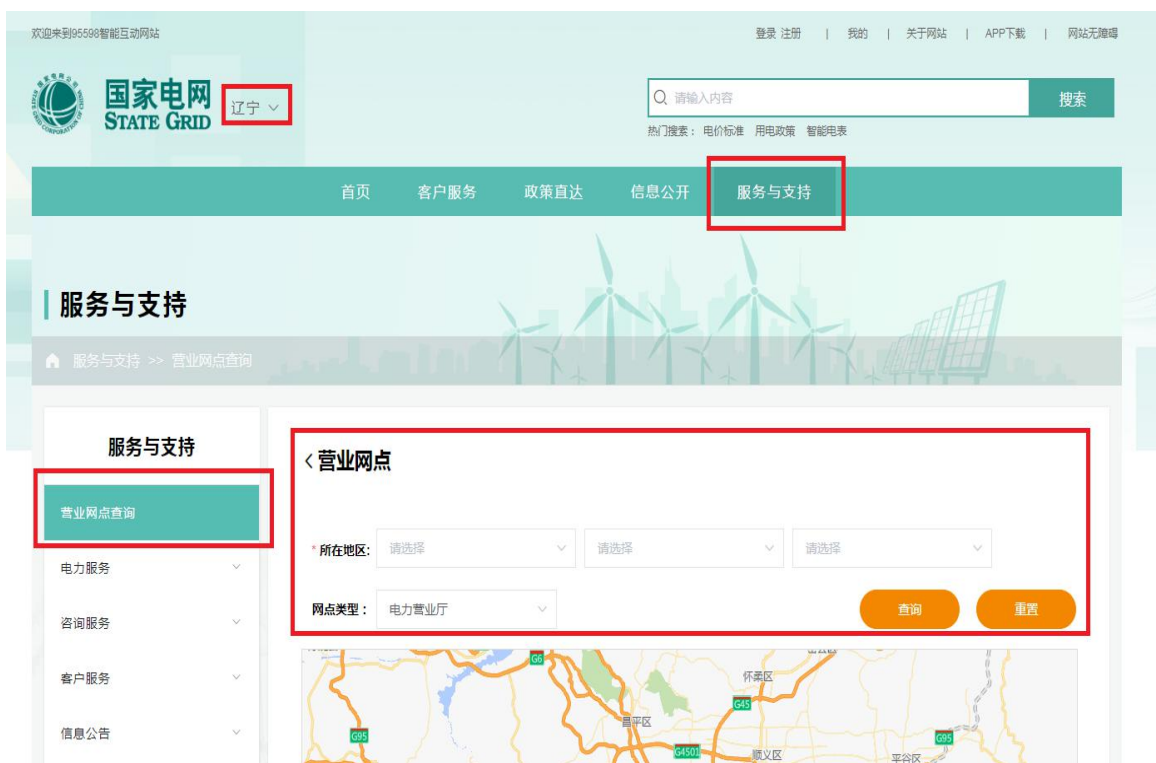 欢迎来到95598智能互动网站
登录 注册 | 我的 | 关于网站 | APP下载 | 网站无障碍
国家电网
STATE GRID
辽宁
请输入内容
搜索
热门搜索： 电价标准 用电政策 智能电表
首页 客户服务 政策直达 信息公开 服务与支持
服务与支持
服务与支持 >> 营业网点查询
服务与支持
营业网点查询
电力服务
咨询服务
客户服务
信息公告
<营业网点
* 所在地区: 请选择 请选择 请选择
网点类型： 电力营业厅
查询 重置
G6
怀柔区
G45
昌平区
G95
G4501
顺义区
G95
平谷区